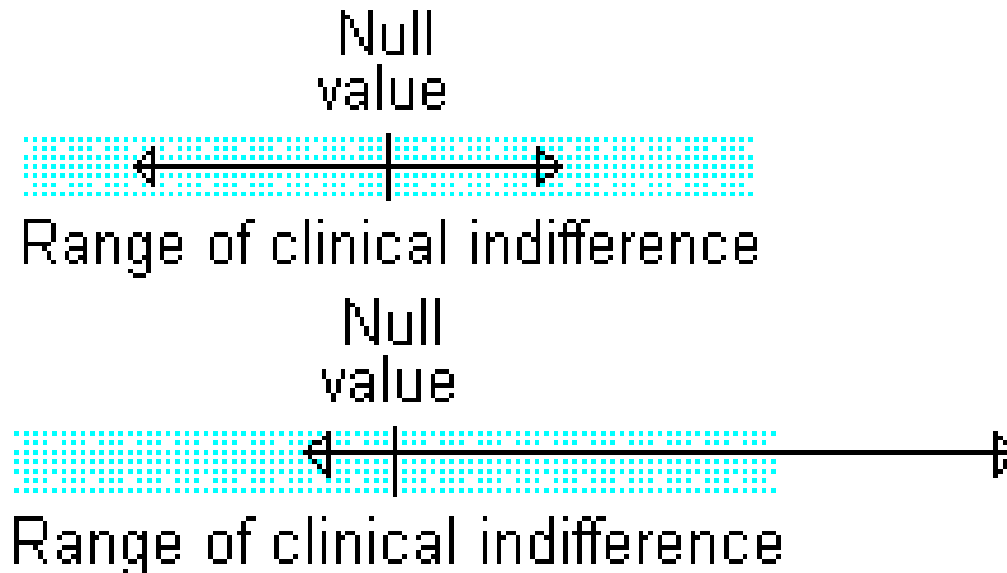 Null
value
Range of clinical indifference
Null
value
Range of clinical indifference